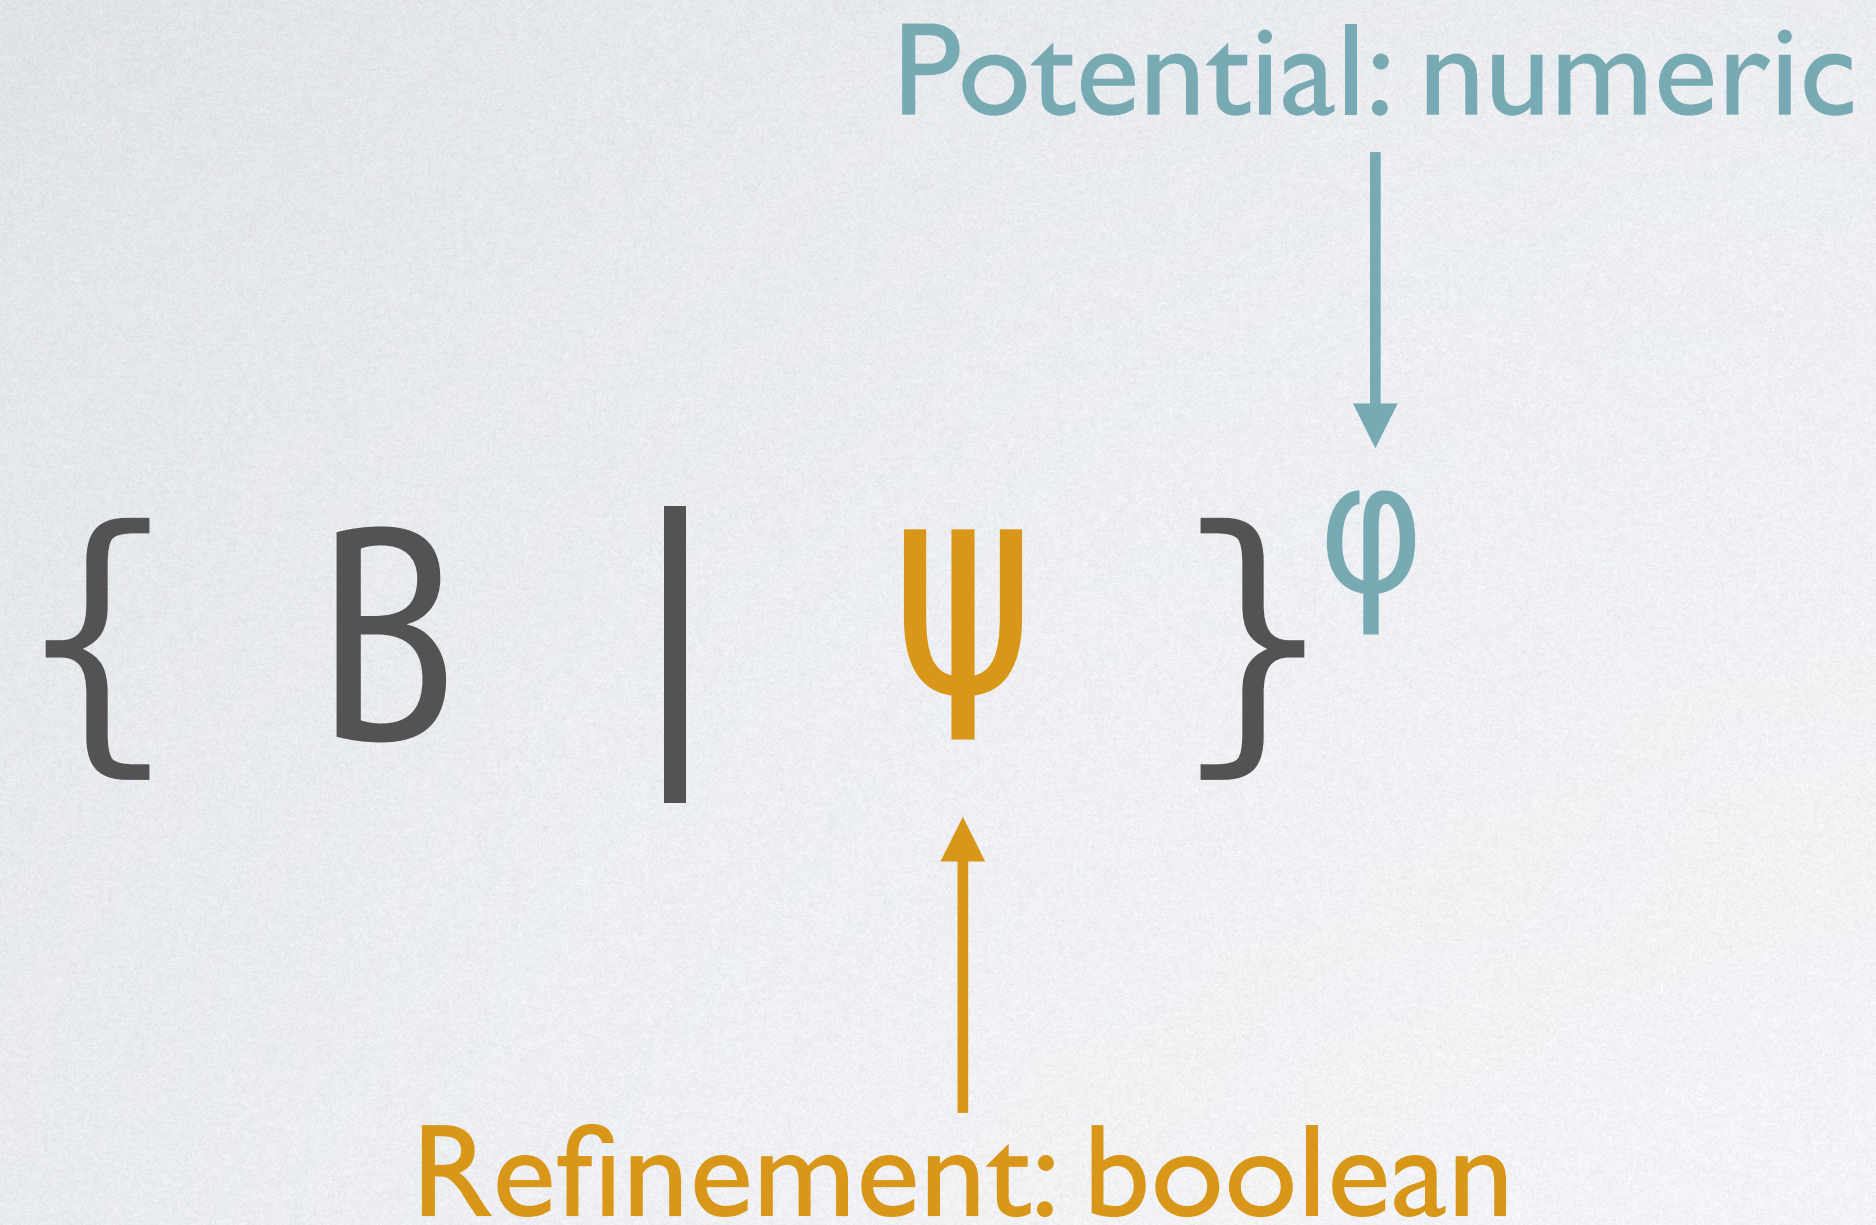 Potential: numeric
{ B | ψ }φ
Refinement: boolean